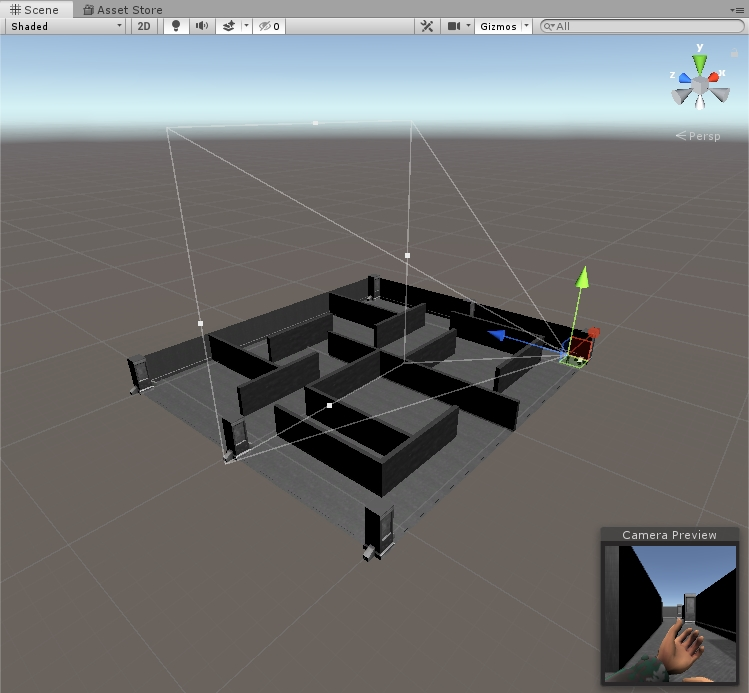 Scene
Asset Store
Shaded
2D
0
Gizmos
All
y
z
x
Persp
Camera Preview